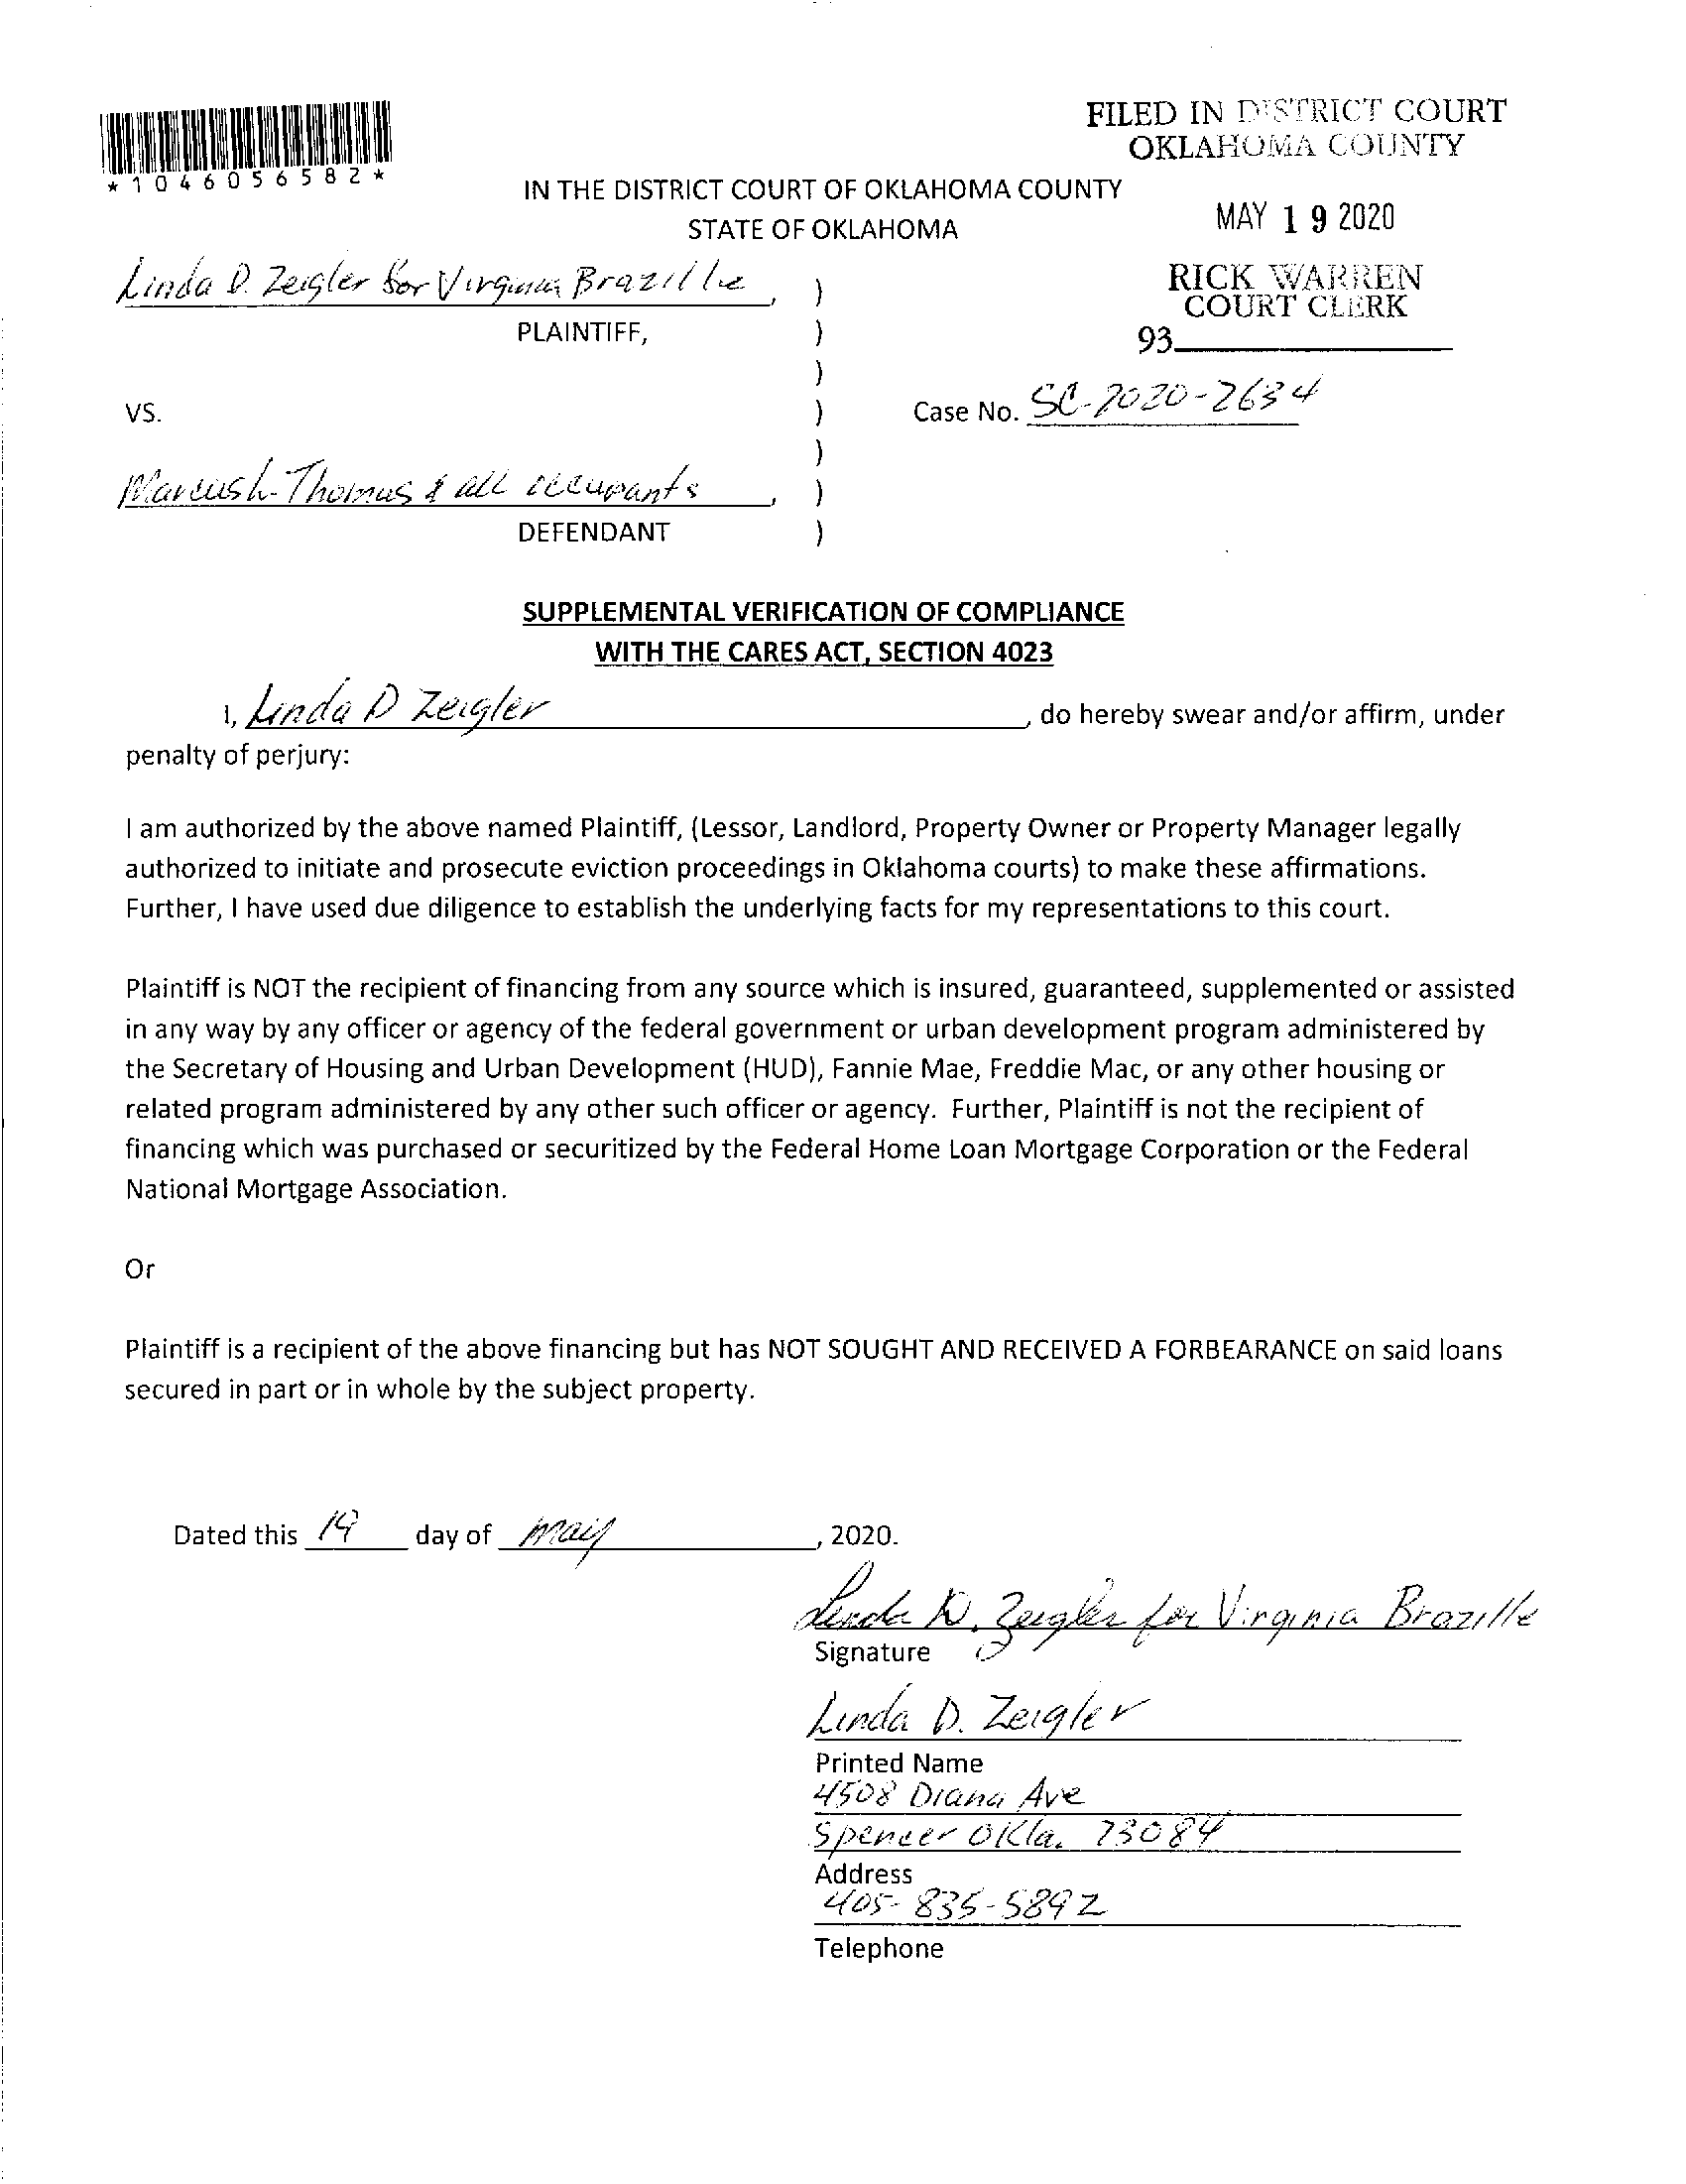 FILED IN DISTRICT COURT
OKLAHOMA COUNTY
*1046056582*
IN THE DISTRICT COURT OF OKLAHOMA COUNTY
STATE OF OKLAHOMA
MAY 19 2020
Linda D. Zeigler for Virginia Brazille, )
RICK WARREN
COURT CLERK
PLAINTIFF, )
93
)
VS. )
Case No. SC-2020-2634
)
Thomas & all occupants, )
DEFENDANT )
SUPPLEMENTAL VERIFICATION OF COMPLIANCE
WITH THE CARES ACT, SECTION 4023
I, Linda D Zeigler, do hereby swear and/or affirm, under
penalty of perjury:
I am authorized by the above named Plaintiff, (Lessor, Landlord, Property Owner or Property Manager legally
authorized to initiate and prosecute eviction proceedings in Oklahoma courts) to make these affirmations.
Further, I have used due diligence to establish the underlying facts for my representations to this court.
Plaintiff is NOT the recipient of financing from any source which is insured, guaranteed, supplemented or assisted
in any way by any officer or agency of the federal government or urban development program administered by
the Secretary of Housing and Urban Development (HUD), Fannie Mae, Freddie Mac, or any other housing or
related program administered by any other such officer or agency. Further, Plaintiff is not the recipient of
financing which was purchased or securitized by the Federal Home Loan Mortgage Corporation or the Federal
National Mortgage Association.
Or
Plaintiff is a recipient of the above financing but has NOT SOUGHT AND RECEIVED A FORBEARANCE on said loans
secured in part or in whole by the subject property.
Dated this 19 day of may, 2020.
Linda D. Zeigler for Virginia Brazille
Signature
Linda D. Zeigler
Printed Name
4508 Diana Ave
Spencer Okla. 73084
Address
405-835-5892
Telephone